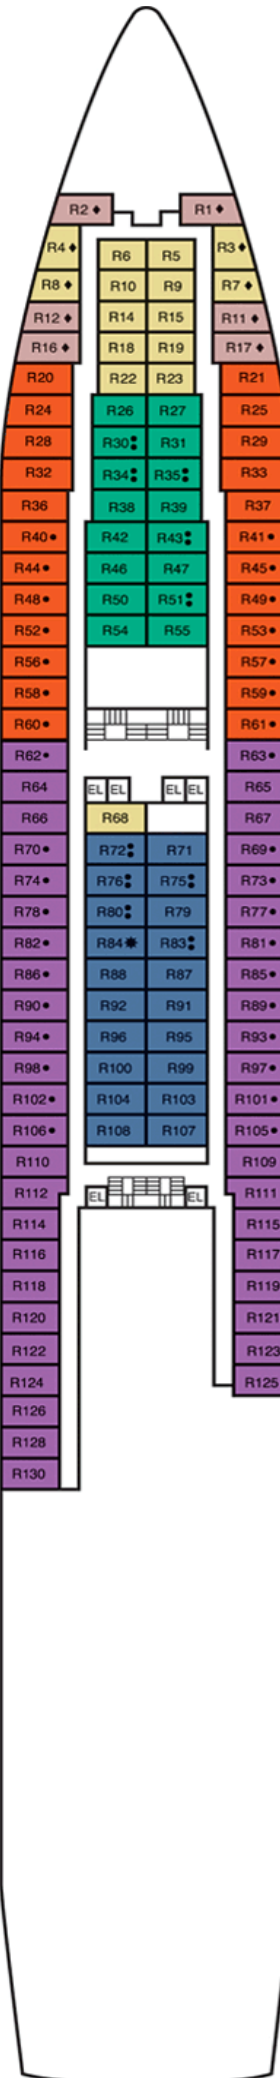 R2♦ R1♦
R4♦ R6 R5 R3♦
R8♦ R10 R9 R7♦
R12♦ R14 R15 R11♦
R16♦ R18 R19 R17♦
R20 R22 R23 R21
R24 R26 R27 R25
R28 R30 R31 R29
R32 R34 R35 R33
R36 R38 R39 R37
R40 R42 R43 R41
R44 R46 R47 R45
R48 R50 R51 R49
R52 R54 R55 R53
R56 R57
R58 R59
R60 R61
R62 R63
R64 EL EL EL EL R65
R66 R68 R67
R70 R72 R71 R69
R74 R76 R75 R73
R78 R80 R79 R77
R82 R84 R83 R81
R86 R88 R87 R85
R90 R92 R91 R89
R94 R96 R95 R93
R98 R100 R99 R97
R102 R104 R103 R101
R106 R108 R107 R105
R110 R109
R112 EL EL R111
R114 R115
R116 R117
R118 R119
R120 R121
R122 R123
R124 R125
R126
R128
R130